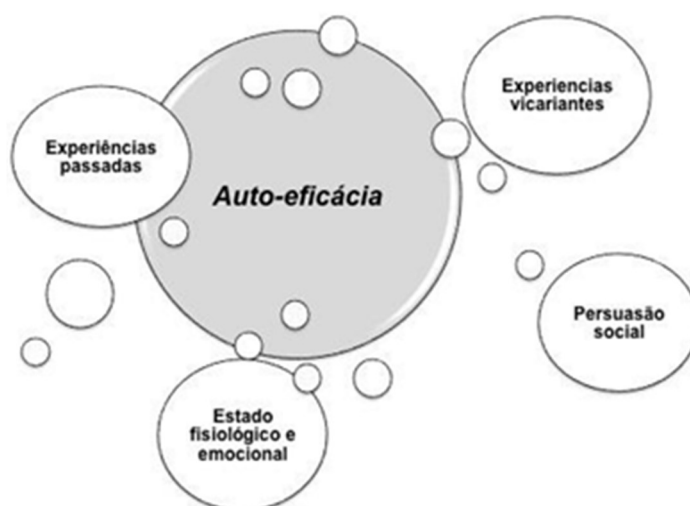 Experiencias
vicariantes
Experiências
passadas
Auto-eficácia
Persuasão
social
Estado
fisiológico e
emocional